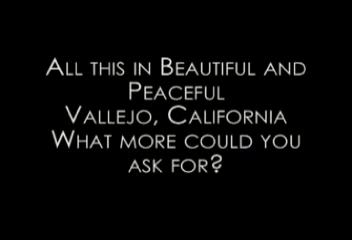 All this in Beautiful and
Peaceful
Vallejo, California
What more could you
ask for?